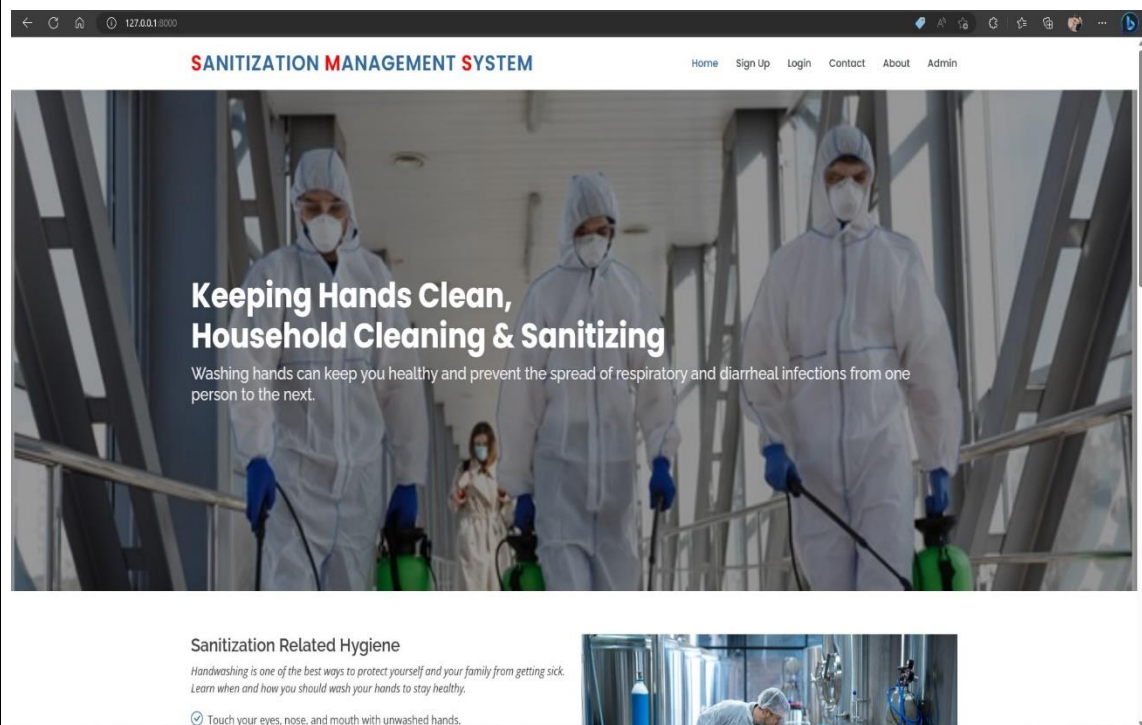 127.0.0.1:8000
SANITIZATION MANAGEMENT SYSTEM
Home Sign Up Login Contact About Admin
Keeping Hands Clean,
Household Cleaning & Sanitizing
Washing hands can keep you healthy and prevent the spread of respiratory and diarrheal infections from one
person to the next.
Sanitization Related Hygiene
Handwashing is one of the best ways to protect yourself and your family from getting sick.
Learn when and how you should wash your hands to stay healthy.
Touch your eyes, nose, and mouth with unwashed hands.